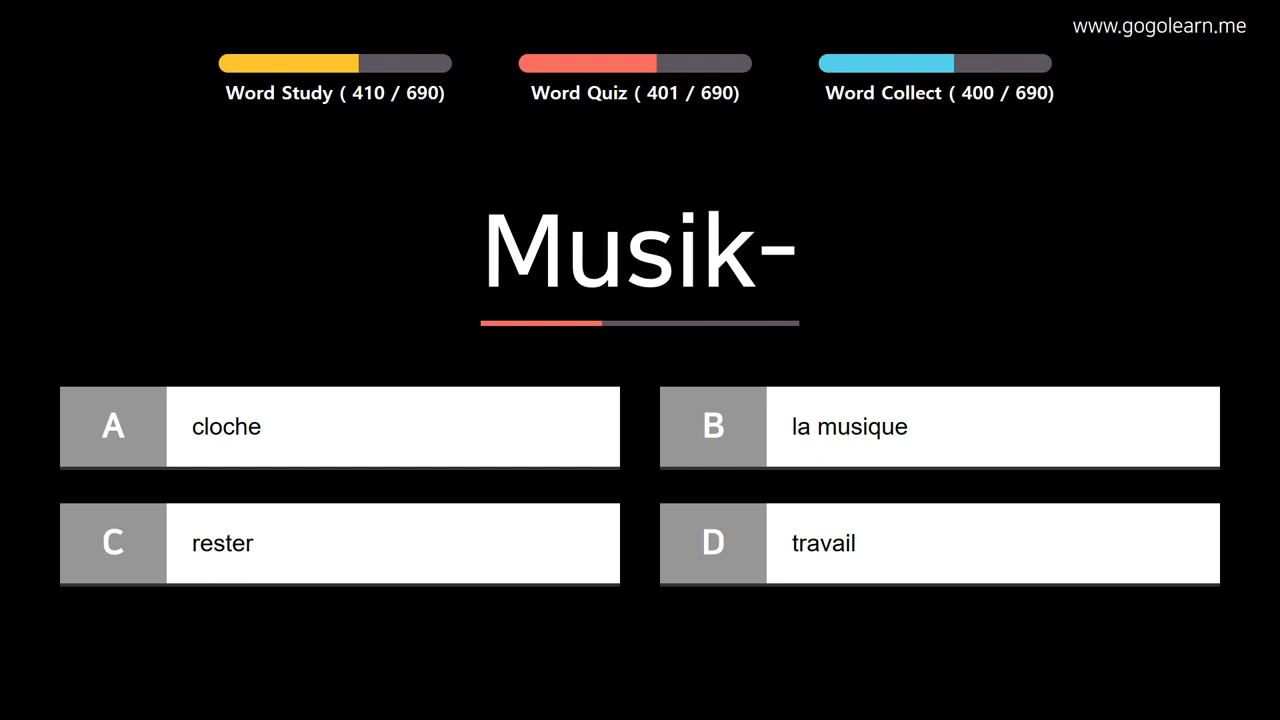 www.gogolearn.me
Word Study ( 410 / 690)
Word Quiz ( 401 / 690)
Word Collect ( 400 / 690)
Musik-
A cloche
B la musique
C rester
D travail